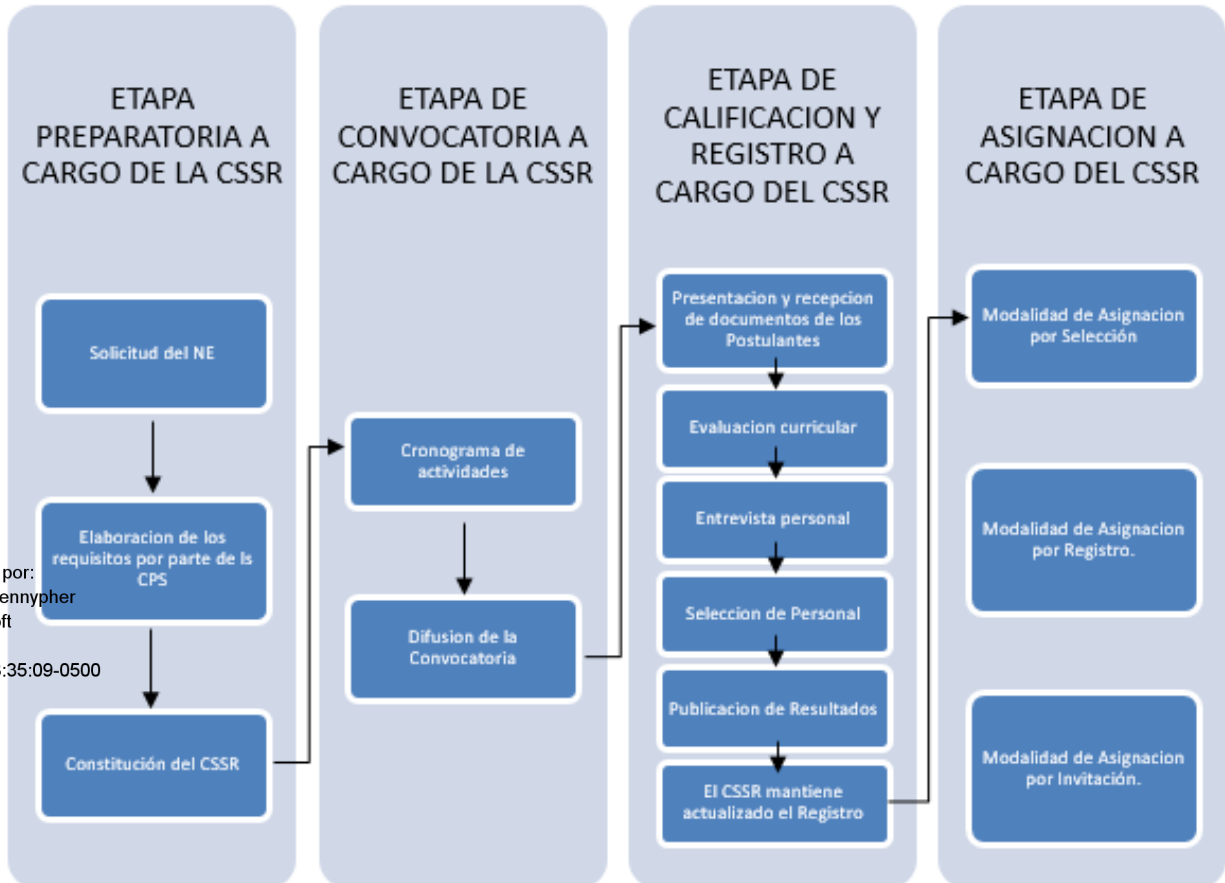 ETAPA
PREPARATORIA A
CARGO DE LA CSSR
Solicitud del NE
Elaboracion de los
requisitos por parte de ls
CPS
Constitución del CSSR
por:
ennypher
ft
:35:09-0500
ETAPA DE
CONVOCATORIA A
CARGO DE LA CSSR
Cronograma de
actividades
Difusion de la
Convocatoria
ETAPA DE
CALIFICACION Y
REGISTRO A
CARGO DEL CSSR
Presentacion y recepcion
de documentos de los
Postulantes
Evaluacion curricular
Entrevista personal
Seleccion de Personal
Publicacion de Resultados
El CSSR mantiene
actualizado el Registro
ETAPA DE
ASIGNACION A
CARGO DEL CSSR
Modalidad de Asignacion
por Selección
Modalidad de Asignacion
por Registro.
Modalidad de Asignacion
por Invitación.